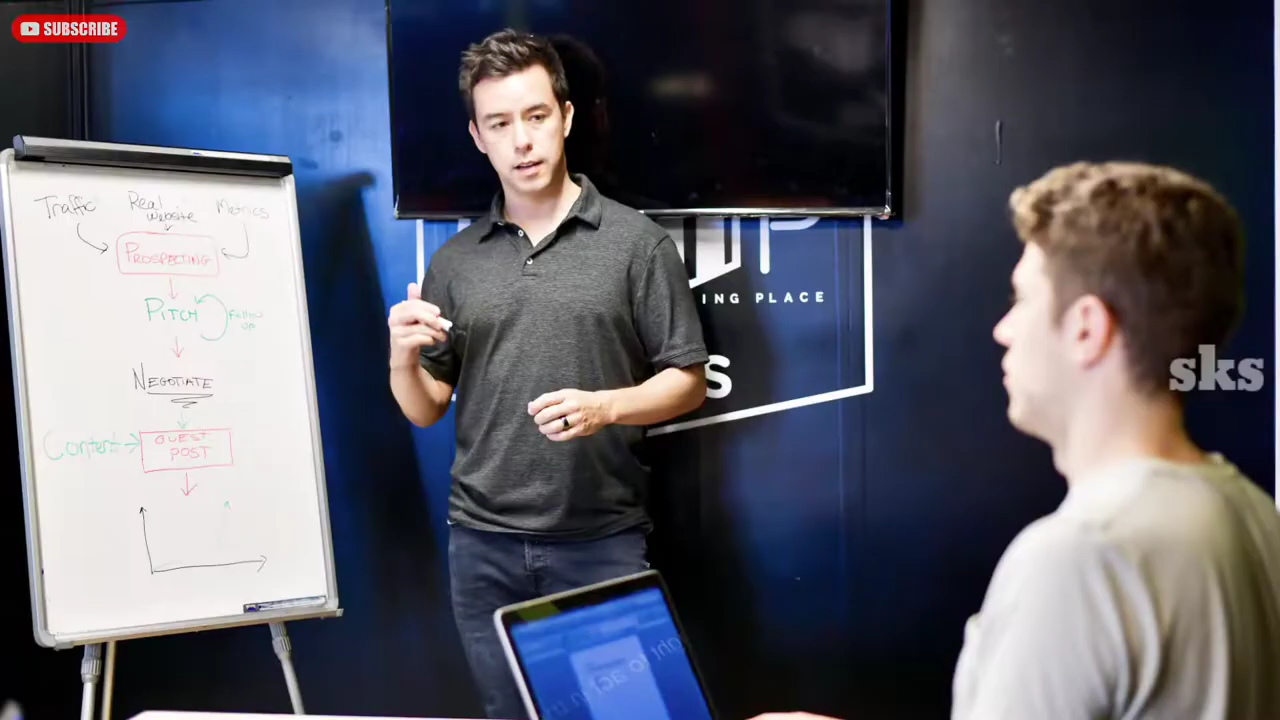 SUBSCRIBE
Traffic Real Website Metrics
PROSPECTING
PITCH
FOLLOW UP
NEGOTIATE
Content
GUEST
POST
ING PLACE
S
sks